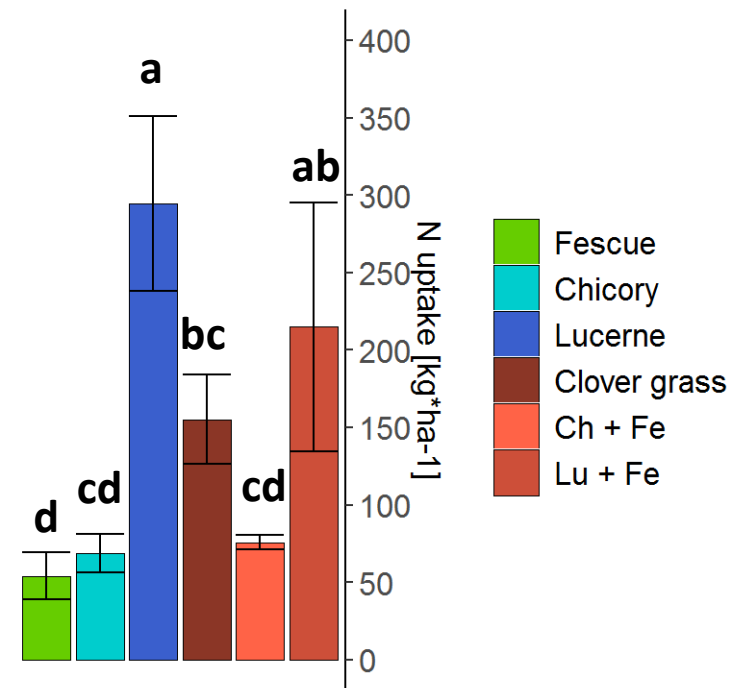 a
ab
bc
cd
cd
d
400
350
300
250
200
150
100
50
0
N uptake [kg*ha-1]
Fescue
Chicory
Lucerne
Clover grass
Ch + Fe
Lu + Fe